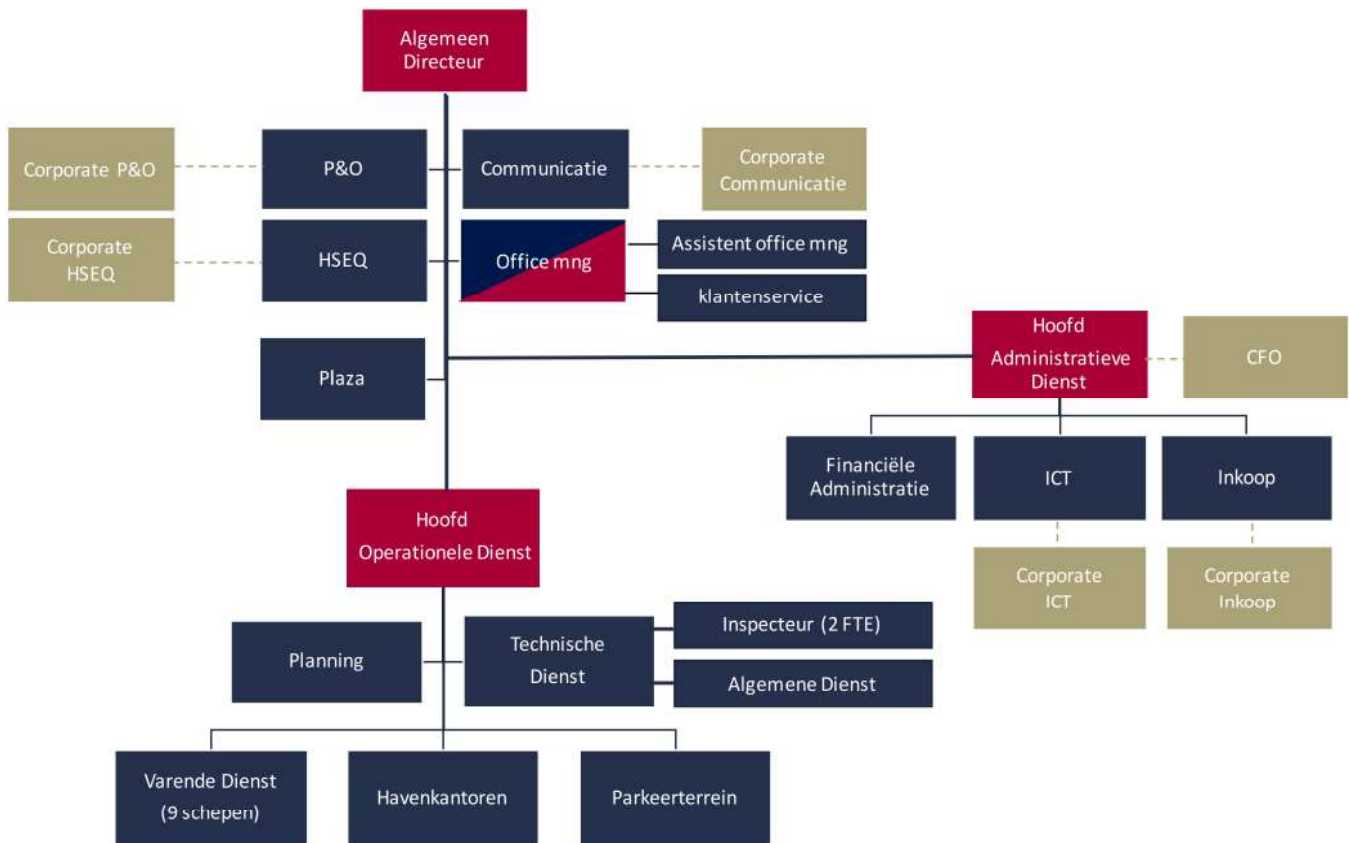 Algemeen
Directeur
Corporate P&O
P&O
Communicatie
Corporate
Communicatie
Corporate
HSEQ
HSEQ
Office mng
Assistent office mng
klantenservice
Plaza
Hoofd
Administratieve
Dienst
CFO
Financiële
Administratie
ICT
Inkoop
Corporate
ICT
Corporate
Inkoop
Hoofd
Operationele Dienst
Planning
Technische
Dienst
Inspecteur (2 FTE)
Algemene Dienst
Varende Dienst
(9 schepen)
Havenkantoren
Parkeerterrein